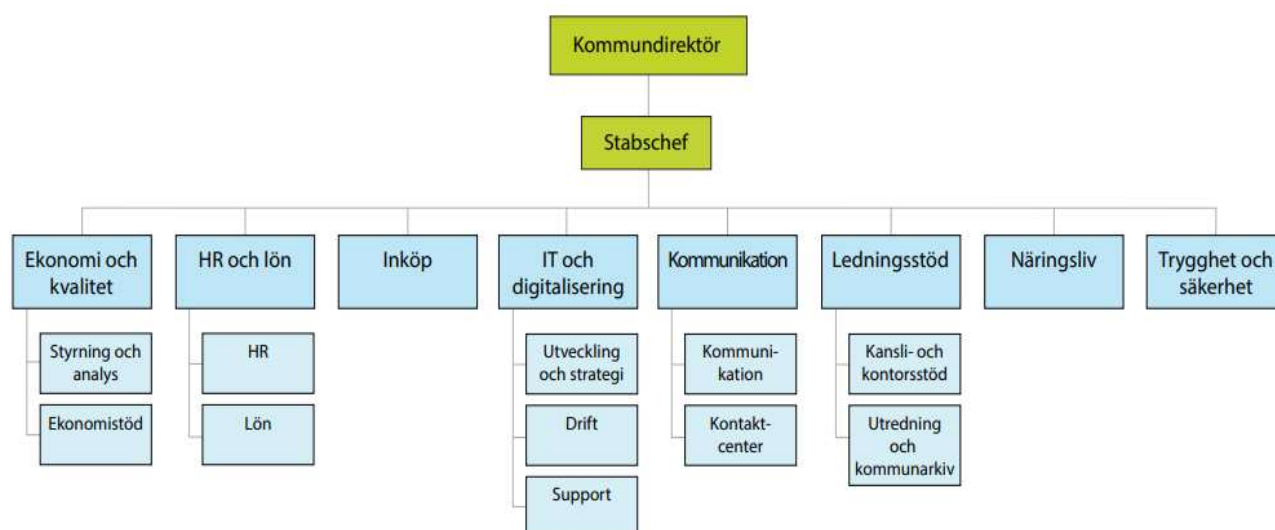 Kommundirektör
Stabschef
Ekonomi och
kvalitet
HR och lön
Inköp
IT och
digitalisering
Kommunikation
Ledningsstöd
Näringsliv
Trygghet och
säkerhet
Styrning och
analys
Ekonomistöd
HR
Lön
Utveckling
och strategi
Drift
Support
Kommuni-
kation
Kontakt-
center
Kansli- och
kontorsstöd
Utredning
och
kommunarkiv